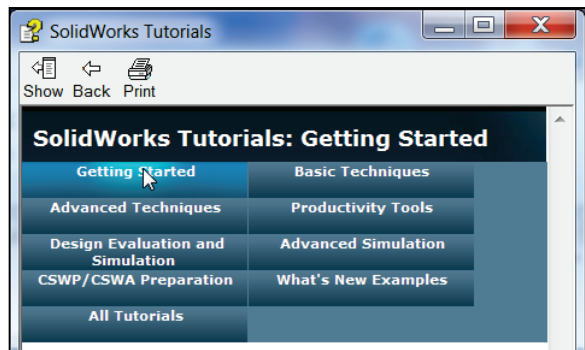 SolidWorks Tutorials
Show Back Print
SolidWorks Tutorials: Getting Started
Getting Started
Basic Techniques
Advanced Techniques
Productivity Tools
Design Evaluation and
Simulation
Advanced Simulation
CSWP/CSWA Preparation
What's New Examples
All Tutorials